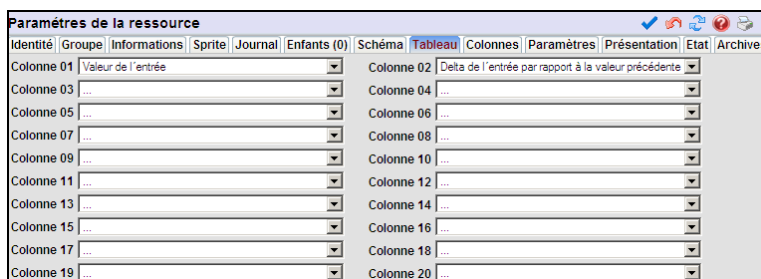 Paramétres de la ressource
Identité Groupe Informations Sprite Journal Enfants (0) Schéma Tableau Colonnes Paramètres Présentation Etat Archive
Colonne 01 Valeur de l´entrée Colonne 02 Delta de l´entrée par rapport à la valeur précédente
Colonne 03 ... Colonne 04 ...
Colonne 05 ... Colonne 06 ...
Colonne 07 ... Colonne 08 ...
Colonne 09 ... Colonne 10 ...
Colonne 11 ... Colonne 12 ...
Colonne 13 ... Colonne 14 ...
Colonne 15 ... Colonne 16 ...
Colonne 17 ... Colonne 18 ...
Colonne 19 ... Colonne 20 ...